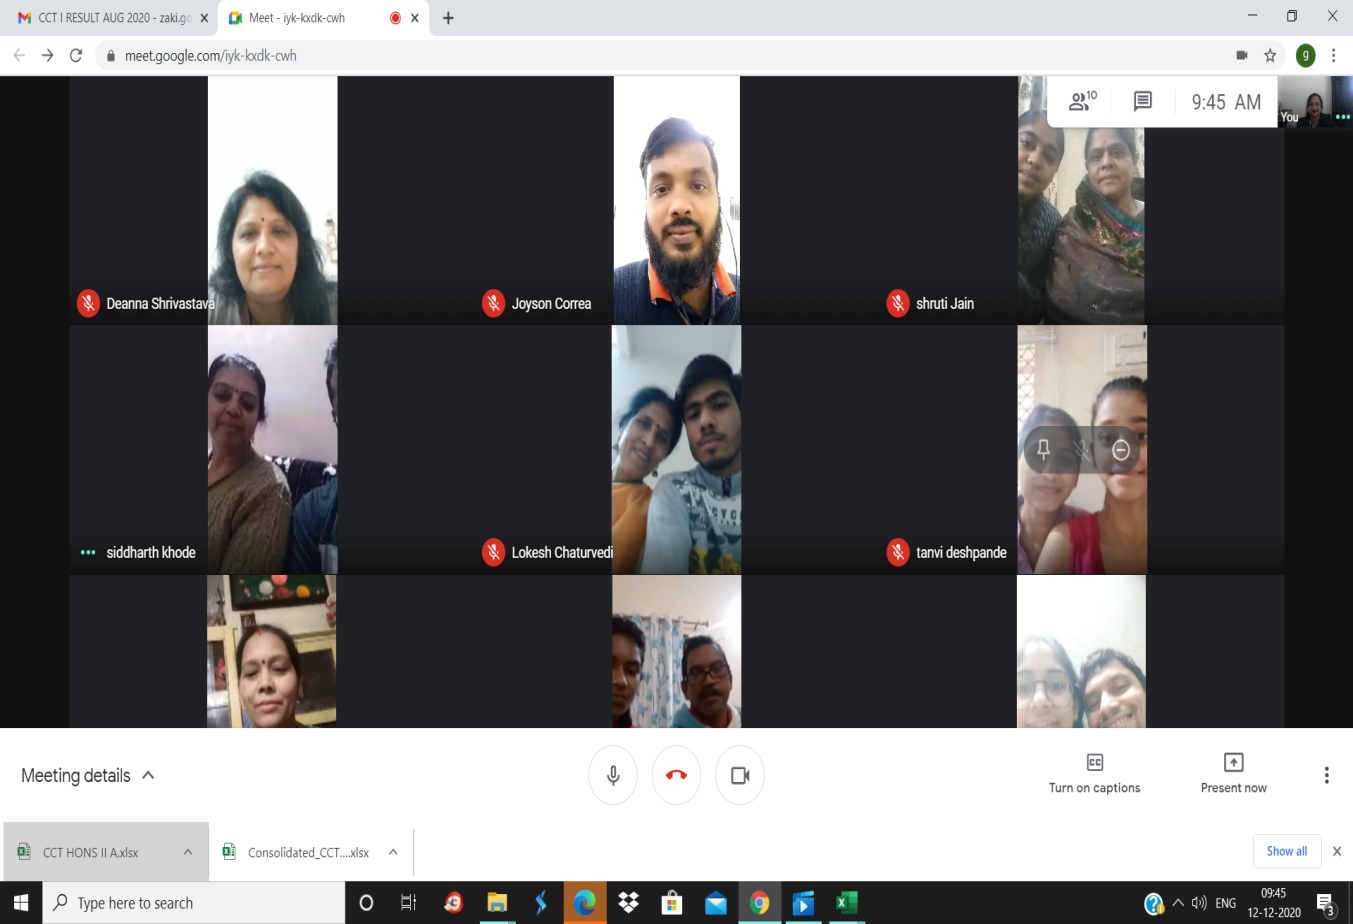 CCT I RESULT AUG 2020 - zaki.go
Meet - iyk-kxdk-cwh
meet.google.com/iyk-kxdk-cwh
g
10
9:45 AM
You
Deanna Shrivastava
Joyson Correa
shruti Jain
siddharth khode
Lokesh Chaturvedi
tanvi deshpande
Meeting details
CC
Turn on captions
Present now
CCT HONS II A.xlsx
Consolidated_CCT....xlsx
Show all
Type here to search
ENG
09:45
12-12-2020
3